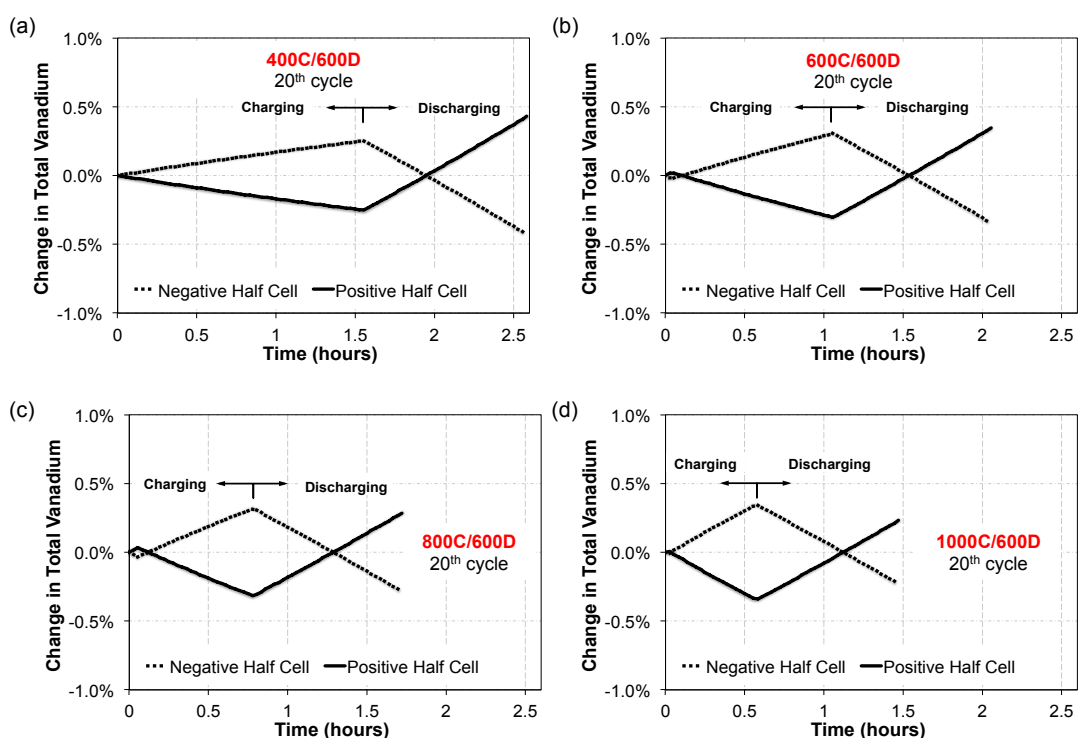 (a)
Change in Total Vanadium
1.0%
0.5%
0.0%
-0.5%
-1.0%
400C/600D
20th cycle
Charging
Discharging
Negative Half Cell
Positive Half Cell
0
0.5
1
1.5
2
2.5
Time (hours)
(b)
Change in Total Vanadium
1.0%
0.5%
0.0%
-0.5%
-1.0%
600C/600D
20th cycle
Charging
Discharging
Negative Half Cell
Positive Half Cell
0
0.5
1
1.5
2
2.5
Time (hours)
(c)
Change in Total Vanadium
1.0%
0.5%
0.0%
-0.5%
-1.0%
Charging
Discharging
800C/600D
20th cycle
Negative Half Cell
Positive Half Cell
0
0.5
1
1.5
2
2.5
Time (hours)
(d)
Change in Total Vanadium
1.0%
0.5%
0.0%
-0.5%
-1.0%
Charging
Discharging
1000C/600D
20th cycle
Negative Half Cell
Positive Half Cell
0
0.5
1
1.5
2
2.5
Time (hours)